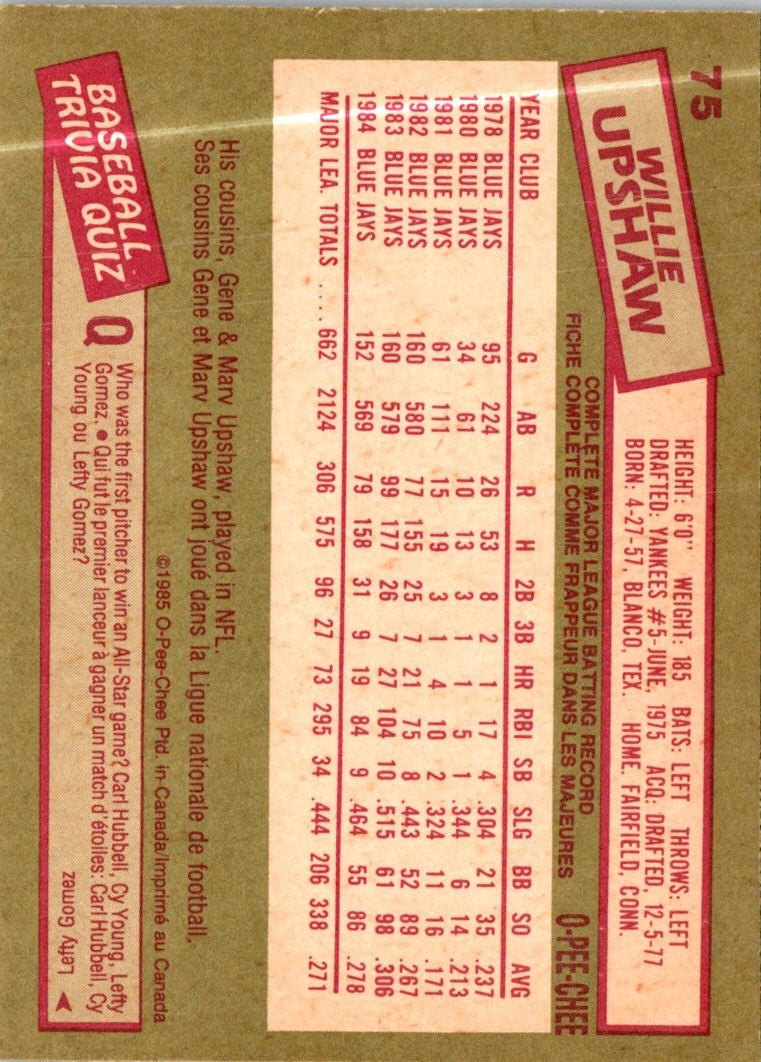 75
WILLIE
UPSHAW
HEIGHT: 6'0" WEIGHT: 185 BATS: LEFT THROWS: LEFT
DRAFTED: YANKEES #5-JUNE, 1975 ACQ: DRAFTED, 12-5-77
BORN: 4-27-57, BLANCO, TEX. HOME: FAIRFIELD, CONN.
COMPLETE MAJOR LEAGUE BATTING RECORD
FICHE COMPLÈTE COMME FRAPPEUR DANS LES MAJEURES
O-PEE-CHEE
YEAR CLUB G AB R H 2B 3B HR RBI SB SLG BB SO AVG
1978 BLUE JAYS 95 224 26 53 8 2 1 17 4 .304 21 35 .237
1980 BLUE JAYS 34 61 10 13 3 1 1 5 1 .344 6 14 .213
1981 BLUE JAYS 61 111 15 19 3 1 4 10 2 .324 11 16 .171
1982 BLUE JAYS 160 580 77 155 25 7 21 75 8 .443 52 89 .267
1983 BLUE JAYS 160 579 99 177 26 7 27 104 10 .515 61 98 .306
1984 BLUE JAYS 152 569 79 158 31 9 19 84 9 .464 55 86 .278
MAJOR LEA. TOTALS .... 662 2124 306 575 96 27 73 295 34 .444 206 338 .271
His cousins, Gene & Marv Upshaw, played in NFL.
Ses cousins Gene et Marv Upshaw ont joué dans la Ligue nationale de football.
©1985 O-Pee-Chee Ptd. in-Canada/Imprimé au Canada
BASEBALL
TRIVIA QUIZ
Q
Who was the first pitcher to win an All-Star game? Carl Hubbell, Cy Young, Lefty
Gomez. ● Qui fut le premier lanceur à gagner un match d'étoiles: Carl Hubbell, Cy
Young ou Lefty Gomez?
Lefty Gomez